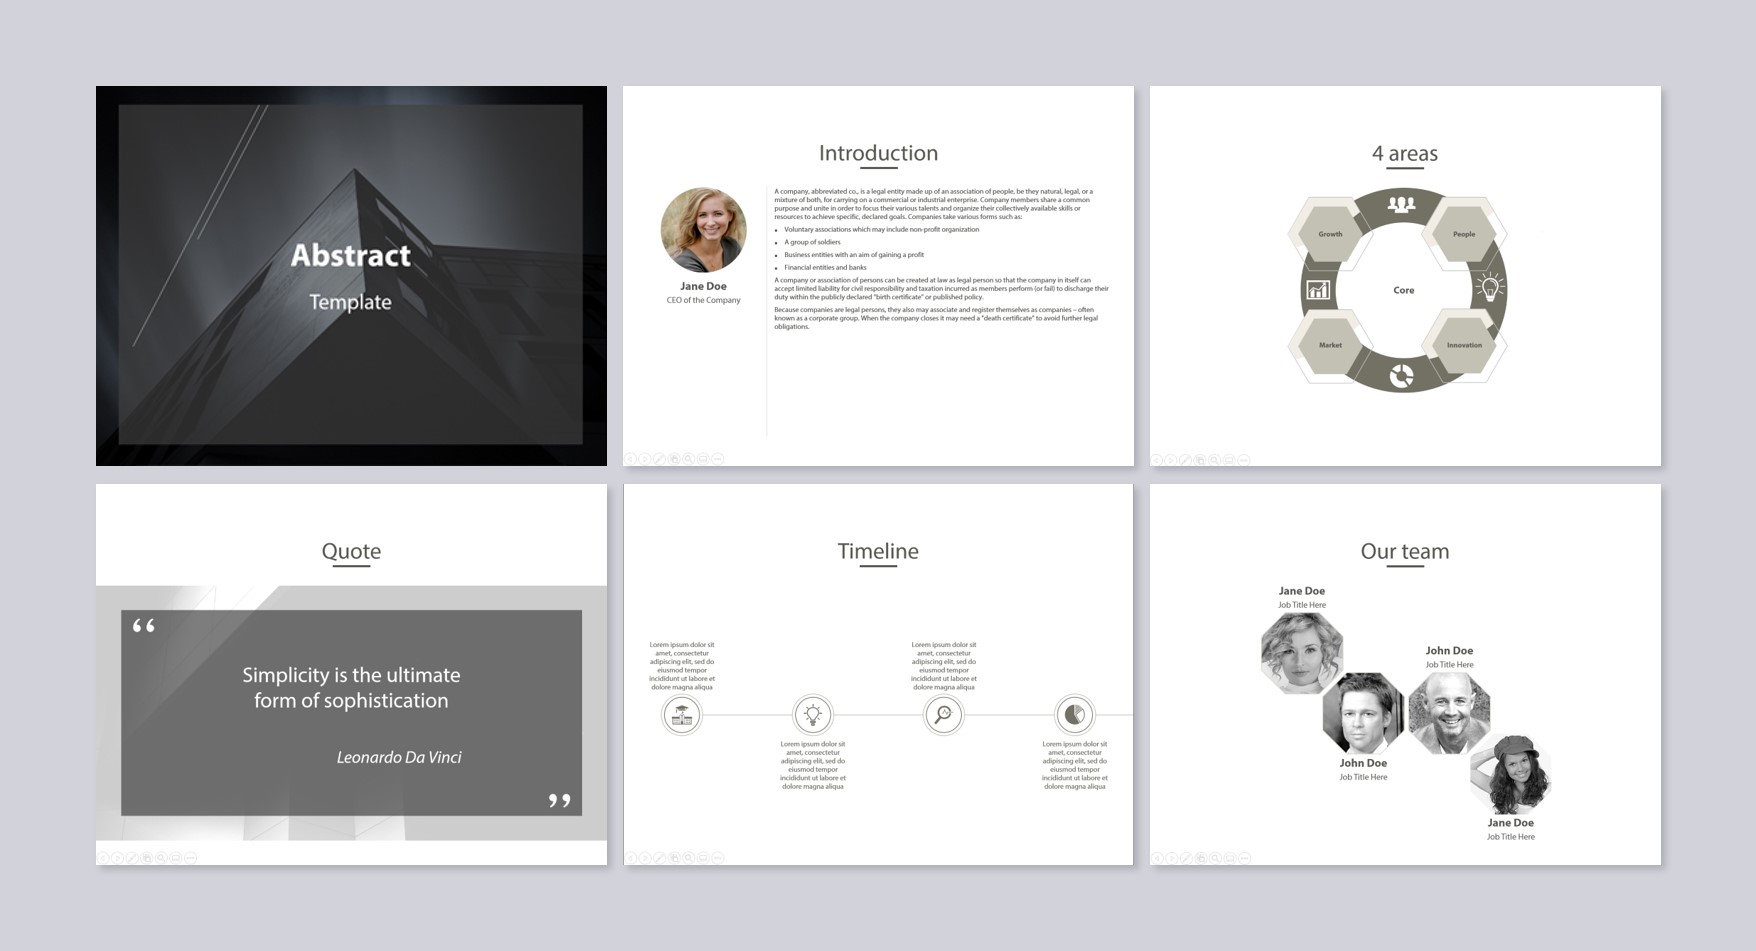 Abstract
Template
Introduction
Jane Doe
CEO of the Company
A company, abbreviated co., is a legal entity made up of an association of people, be they natural, legal, or a
mixture of both, for carrying on a commercial or industrial enterprise. Company members share a common
purpose and unite in order to focus their various talents and organize their collectively available skills or
resources to achieve specific, declared goals. Companies take various forms such as:
• Voluntary associations which may include non-profit organization
• A group of soldiers
• Business entities with an aim of gaining a profit
• Financial entities and banks
A company or association of persons can be created at law as legal person so that the company in itself can
accept limited liability for civil responsibility and taxation incurred as members perform (or fail) to discharge their
duty within the publicly declared "birth certificate" or published policy.
Because companies are legal persons, they also may associate and register themselves as companies – often
known as a corporate group. When the company closes it may need a "death certificate" to avoid further legal
obligations.
4 areas
Growth
People
Core
Market
Innovation
Quote
“
Simplicity is the ultimate
form of sophistication
Leonardo Da Vinci
”
Timeline
Lorem ipsum dolor sit
amet, consectetur
adipiscing elit, sed do
eiusmod tempor
incididunt ut labore et
dolore magna aliqua
Lorem ipsum dolor sit
amet, consectetur
adipiscing elit, sed do
eiusmod tempor
incididunt ut labore et
dolore magna aliqua
Lorem ipsum dolor sit
amet, consectetur
adipiscing elit, sed do
eiusmod tempor
incididunt ut labore et
dolore magna aliqua
Lorem ipsum dolor sit
amet, consectetur
adipiscing elit, sed do
eiusmod tempor
incididunt ut labore et
dolore magna aliqua
Our team
Jane Doe
Job Title Here
John Doe
Job Title Here
John Doe
Job Title Here
Jane Doe
Job Title Here